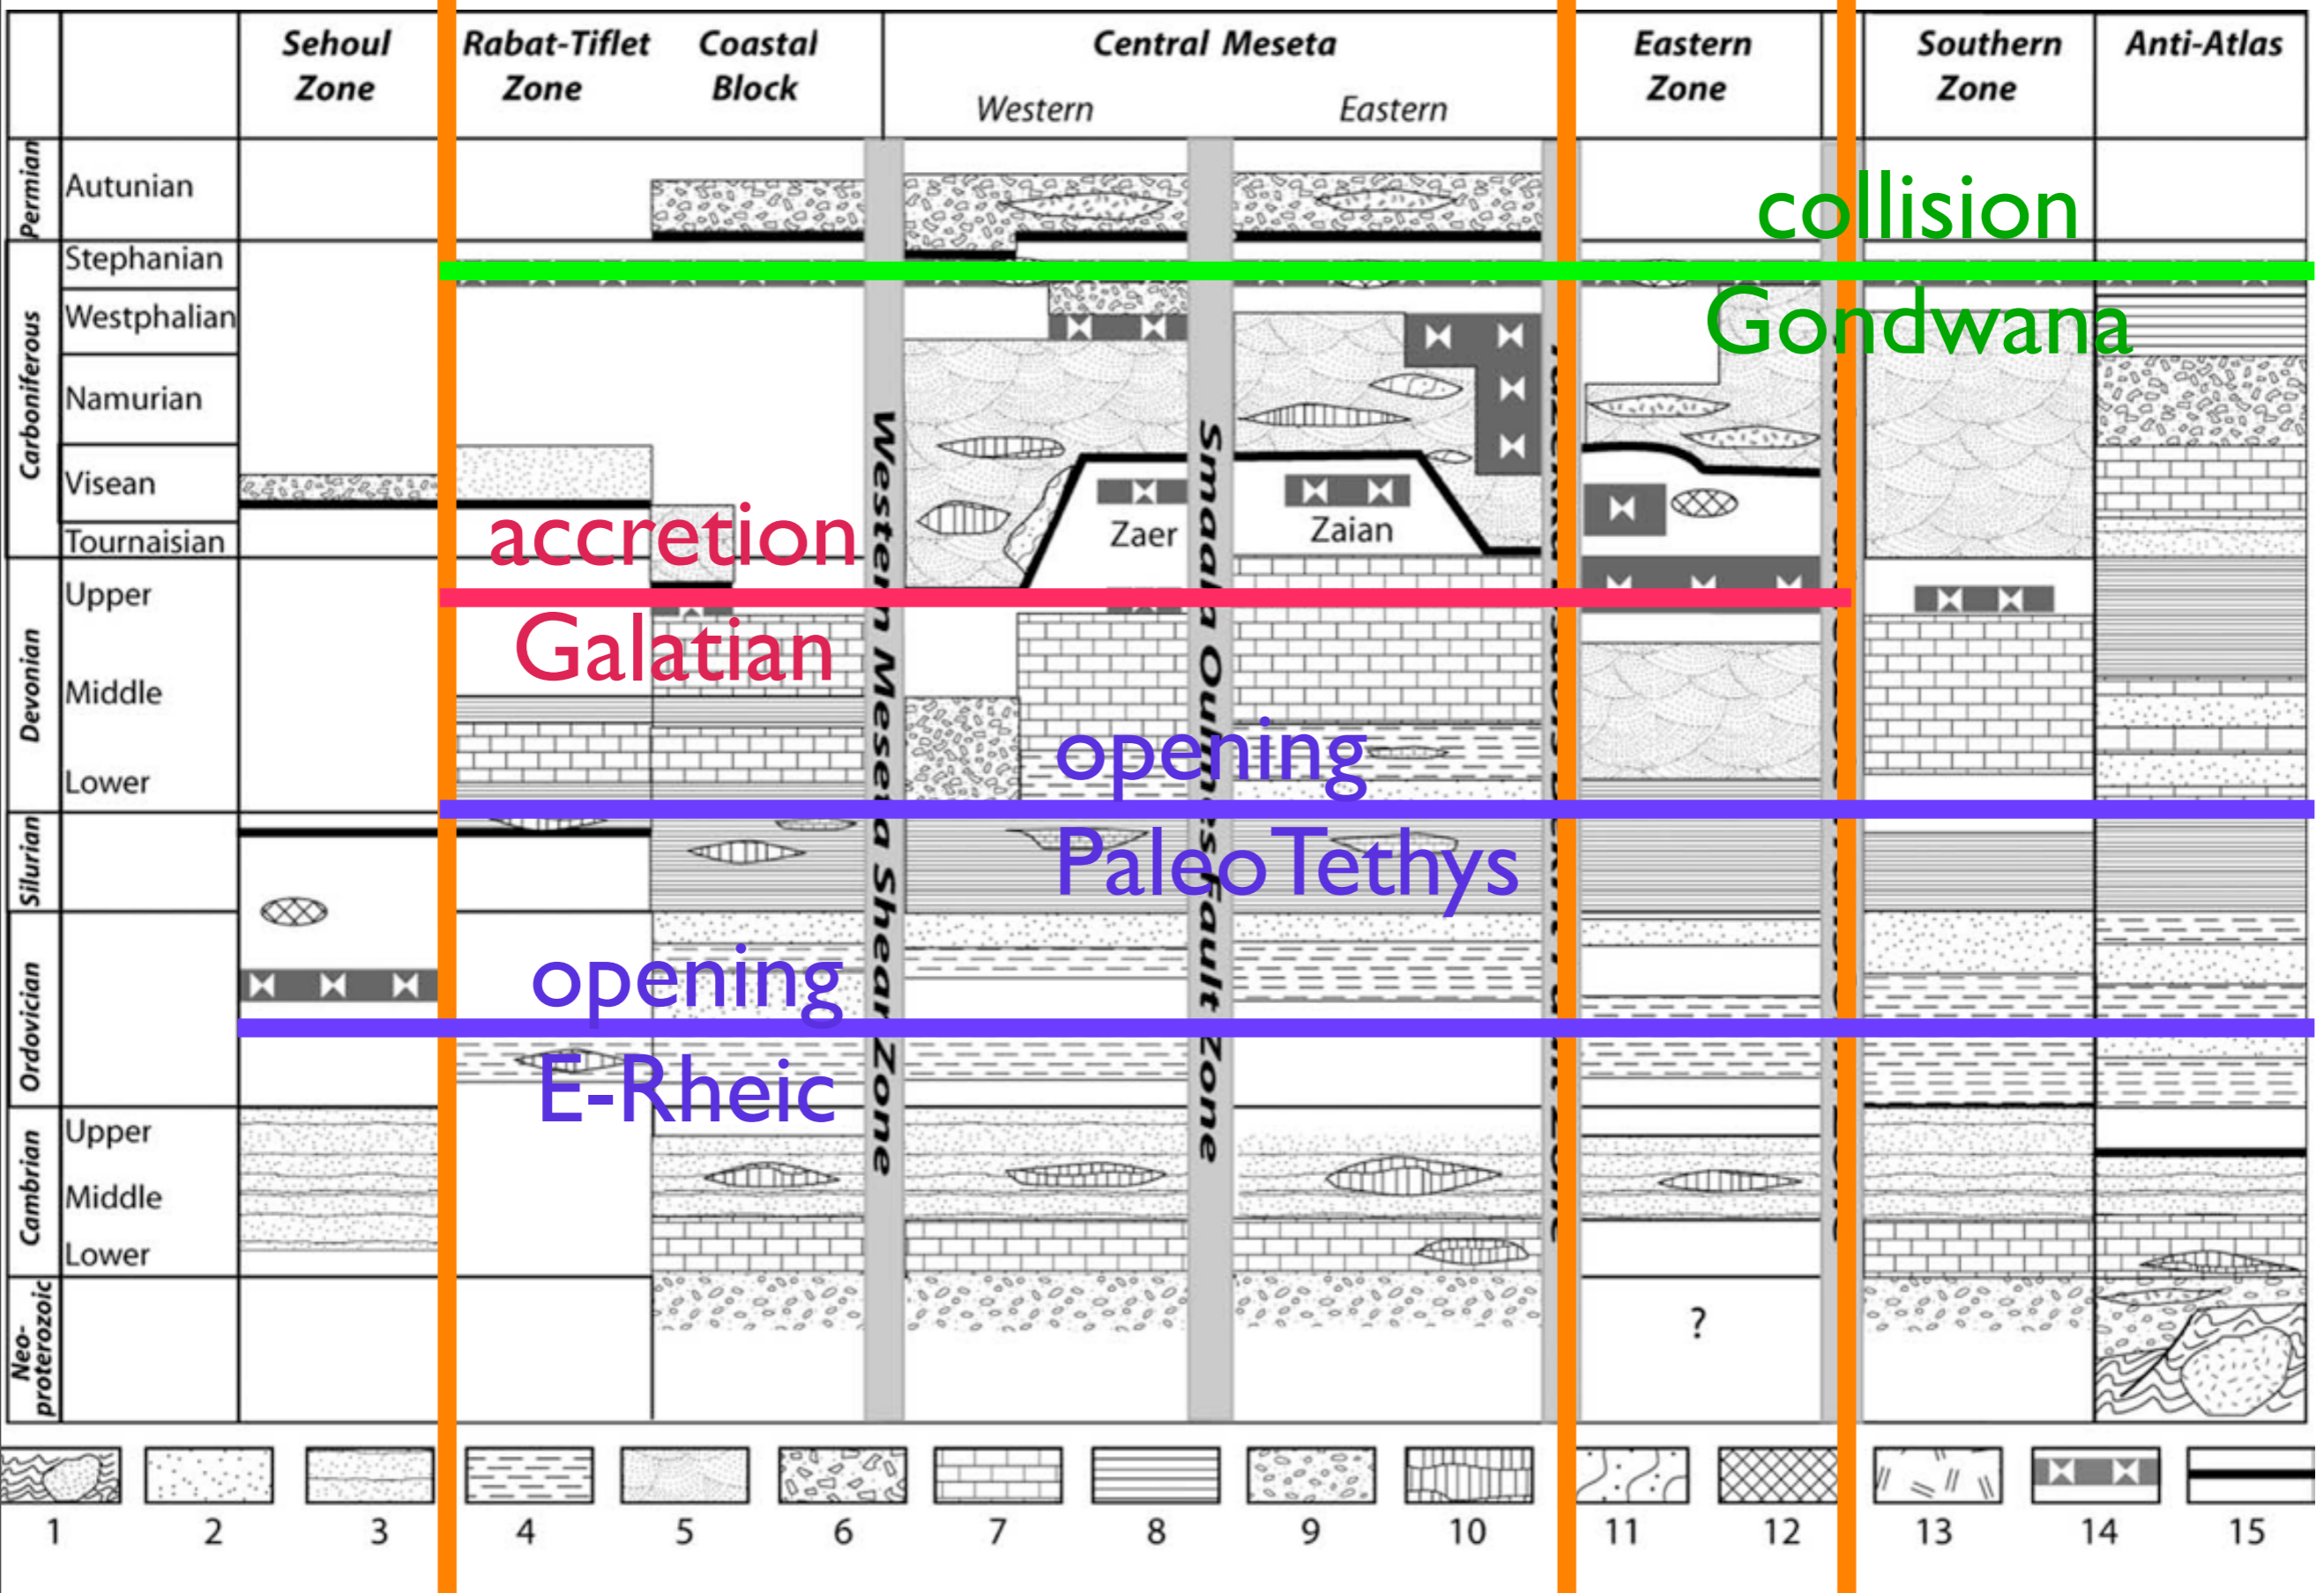 Sehoul Zone
Rabat-Tiflet Zone
Coastal Block
Central Meseta
Western
Eastern
Eastern Zone
Southern Zone
Anti-Atlas
Permian
Autunian
collision
Carboniferous
Stephanian
Gondwana
Westphalian
Namurian
Visean
Tournaisian
accretion
Zaer
Zaian
Devonian
Upper
Galatian
Middle
Lower
opening
PaleoTethys
Silurian
Ordovician
opening
E-Rheic
Cambrian
Upper
Middle
Lower
Neo-
proterozoic
?
Western Meseta Shear Zone
Smaala Oulmes Fault Zone
1 2 3 4 5 6 7 8 9 10 11 12 13 14 15